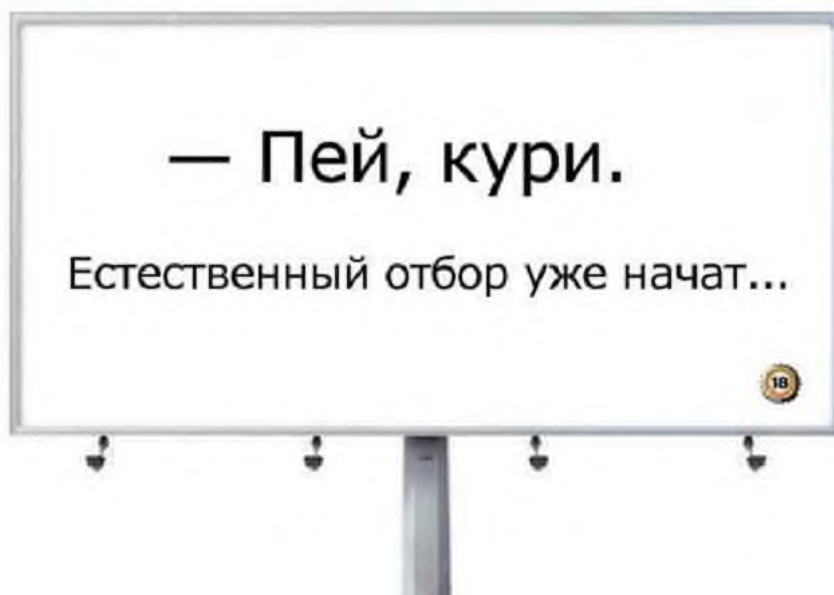 — Пей, кури.
Естественный отбор уже начат...
18